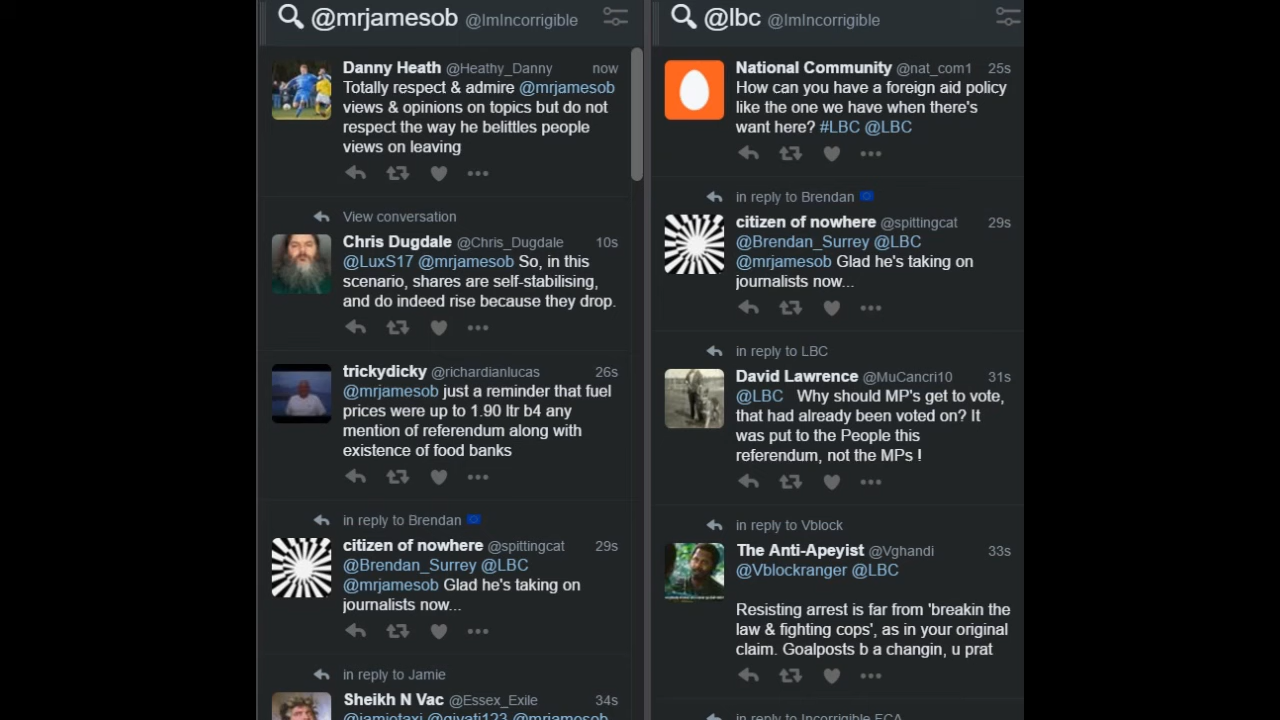 @mrjamesob @ImIncorrigible
Danny Heath @Heathy_Danny now
Totally respect & admire @mrjamesob
views & opinions on topics but do not
respect the way he belittles people
views on leaving
View conversation
Chris Dugdale @Chris_Dugdale 10s
@LuxS17 @mrjamesob So, in this
scenario, shares are self-stabilising,
and do indeed rise because they drop.
trickydicky @richardianlucas 26s
@mrjamesob just a reminder that fuel
prices were up to 1.90 ltr b4 any
mention of referendum along with
existence of food banks
in reply to Brendan
citizen of nowhere @spittingcat 29s
@Brendan_Surrey @LBC
@mrjamesob Glad he's taking on
journalists now...
in reply to Jamie
Sheikh N Vac @Essex_Exile 34s
@jamiotaxi @givati123 @mrjamesob
@lbc @ImIncorrigible
National Community @nat_com1 25s
How can you have a foreign aid policy
like the one we have when there's
want here? #LBC @LBC
in reply to Brendan
citizen of nowhere @spittingcat 29s
@Brendan_Surrey @LBC
@mrjamesob Glad he's taking on
journalists now...
in reply to LBC
David Lawrence @MuCancri10 31s
@LBC Why should MP's get to vote,
that had already been voted on? It
was put to the People this
referendum, not the MPs !
in reply to Vblock
The Anti-Apeyist @Vghandi 33s
@Vblockranger @LBC
Resisting arrest is far from 'breakin the
law & fighting cops', as in your original
claim. Goalposts b a changin, u prat
in reply to Incorrigible ECA